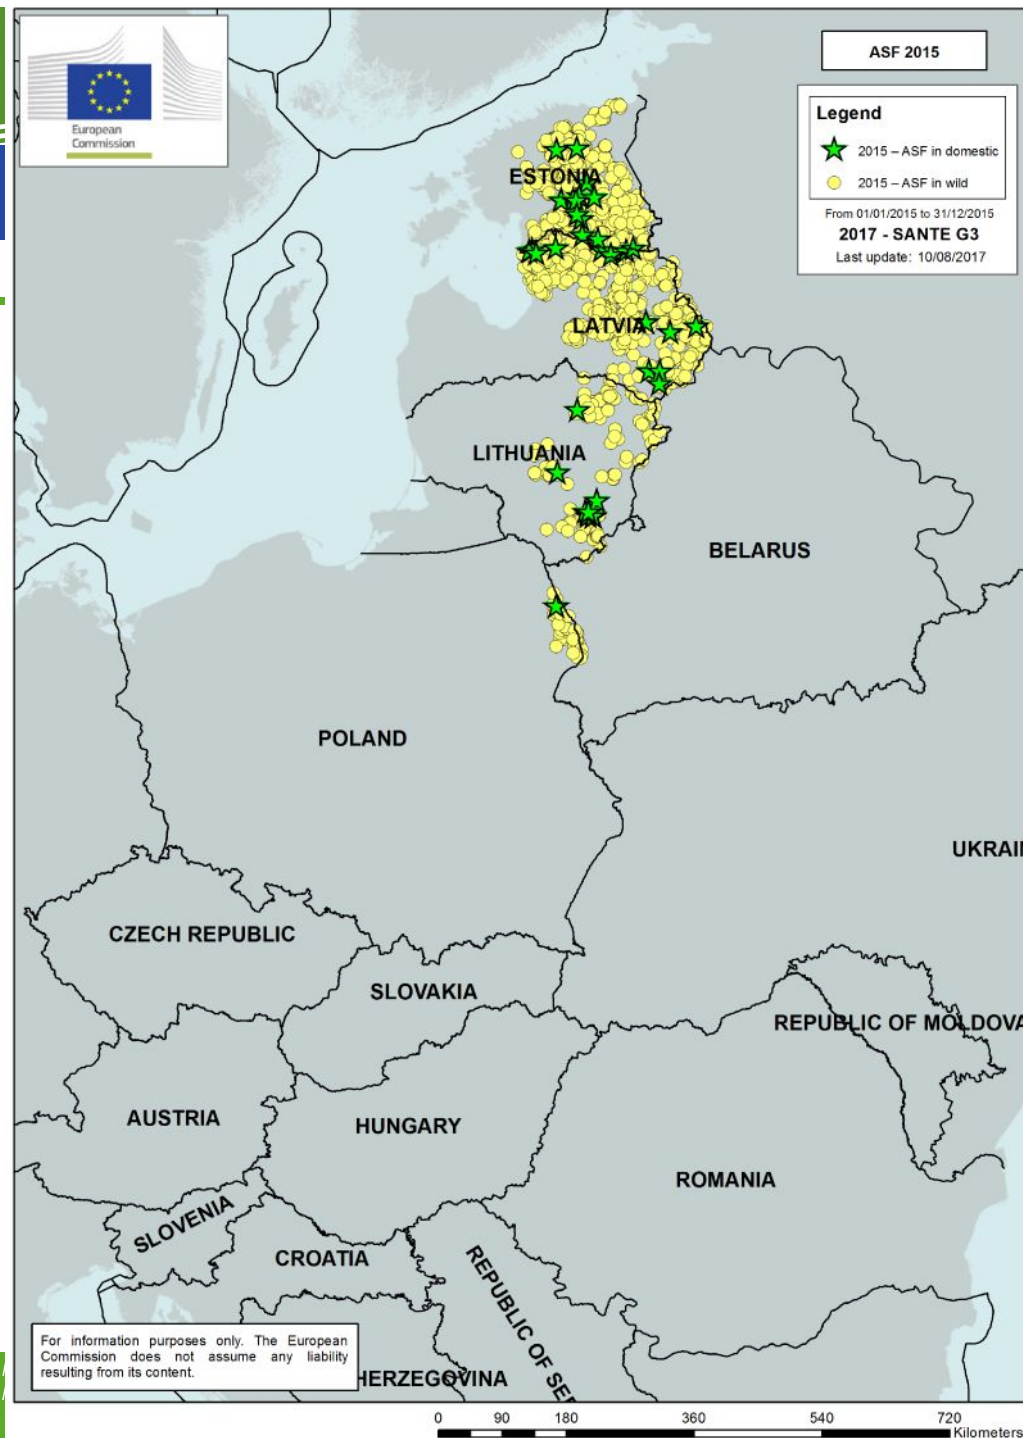 European
Commission
ASF 2015
Legend
2015 – ASF in domestic
2015 – ASF in wild
From 01/01/2015 to 31/12/2015
2017 - SANTE G3
Last update: 10/08/2017
ESTONIA
LATVIA
LITHUANIA
BELARUS
POLAND
UKRAI
CZECH REPUBLIC
SLOVAKIA
REPUBLIC OF MOLDOVA
AUSTRIA
HUNGARY
ROMANIA
SLOVENIA
CROATIA
REPUBLIC OF SER
HERZEGOVINA
For information purposes only. The European
Commission does not assume any liability
resulting from its content.
0 90 180 360 540 720
Kilometers